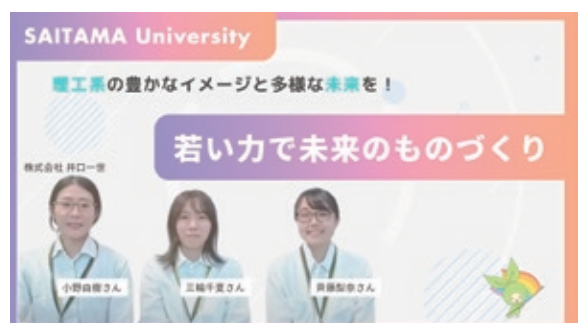 SAITAMA University
理工系の豊かなイメージと多様な未来を！
若い力で未来のものづくり
株式会社 井口一世
小野由樹さん
三輪千夏さん
斉藤梨奈さん